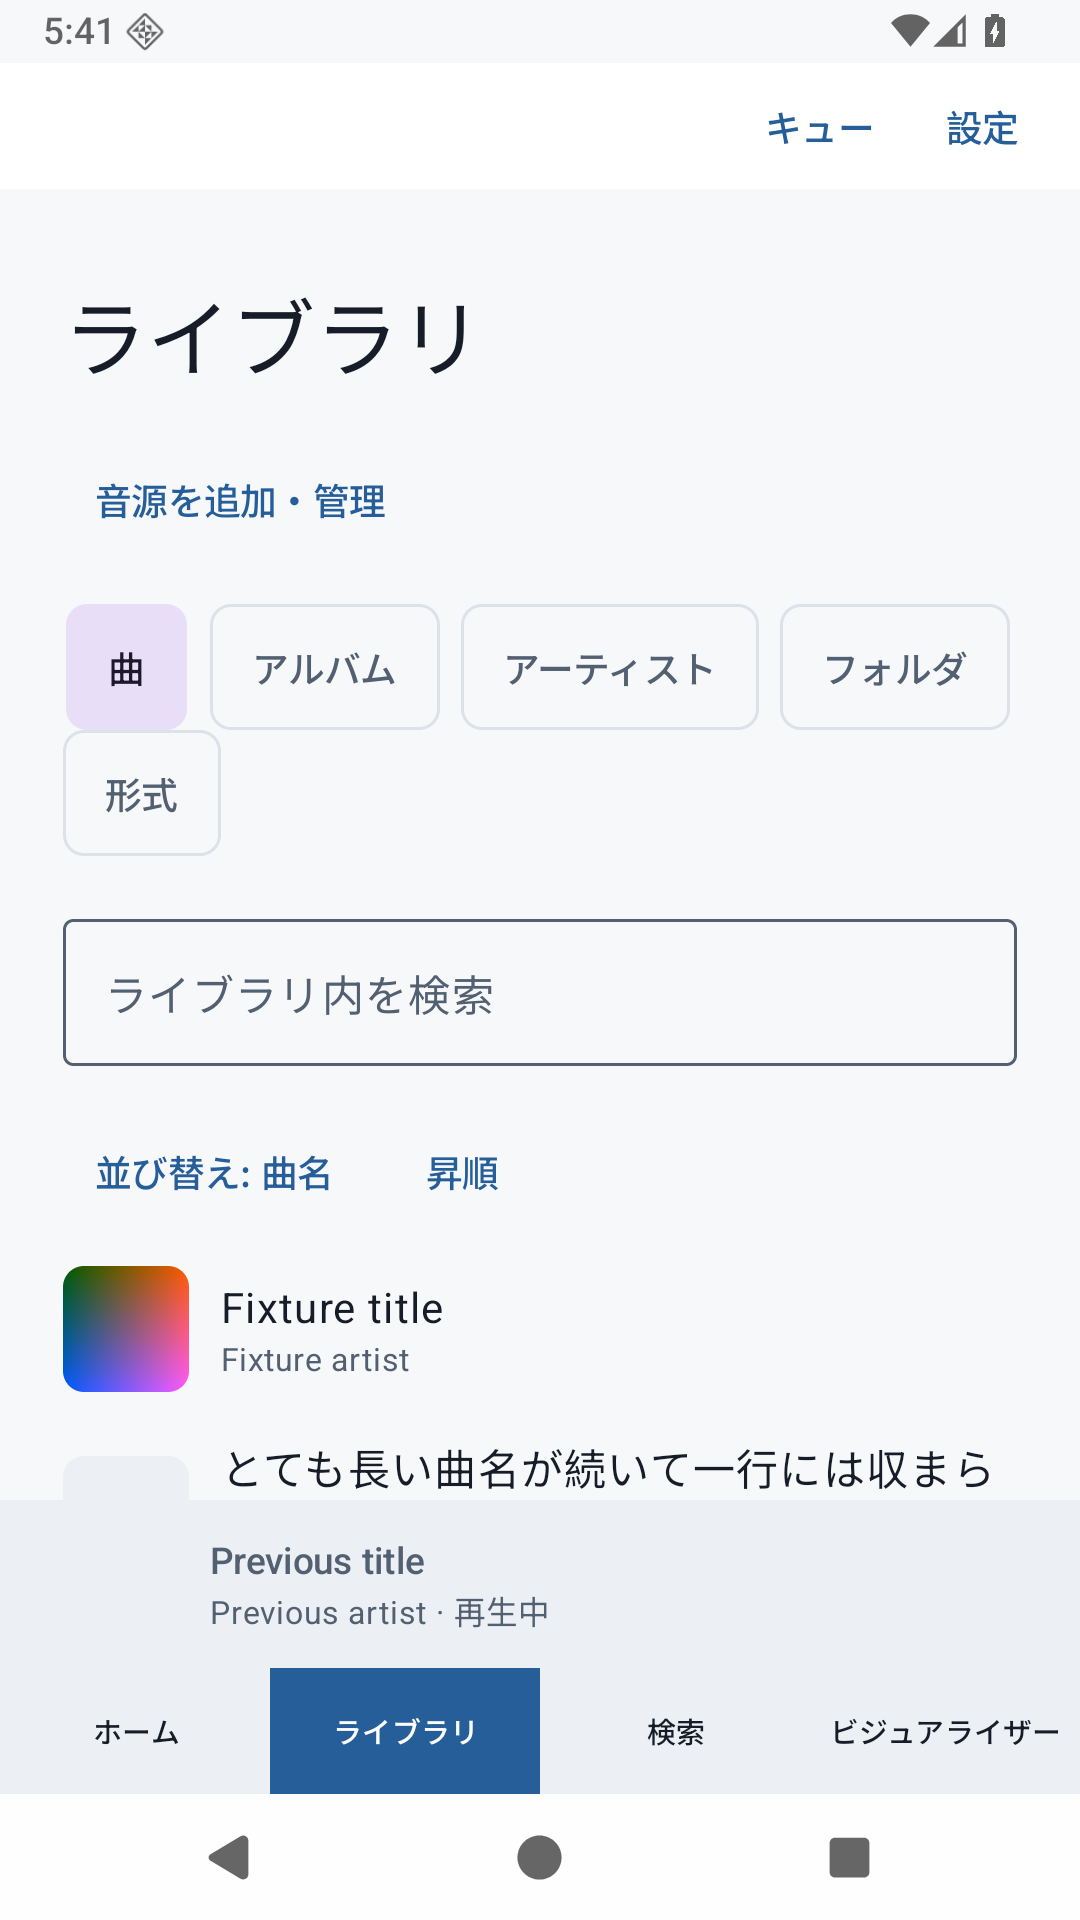 5:41
キュー 設定
ライブラリ
音源を追加・管理
曲 アルバム アーティスト フォルダ
形式
ライブラリ内を検索
並び替え: 曲名 昇順
Fixture title
Fixture artist
とても長い曲名が続いて一行には収まら
Previous title
Previous artist · 再生中
ホーム ライブラリ 検索 ビジュアライザー